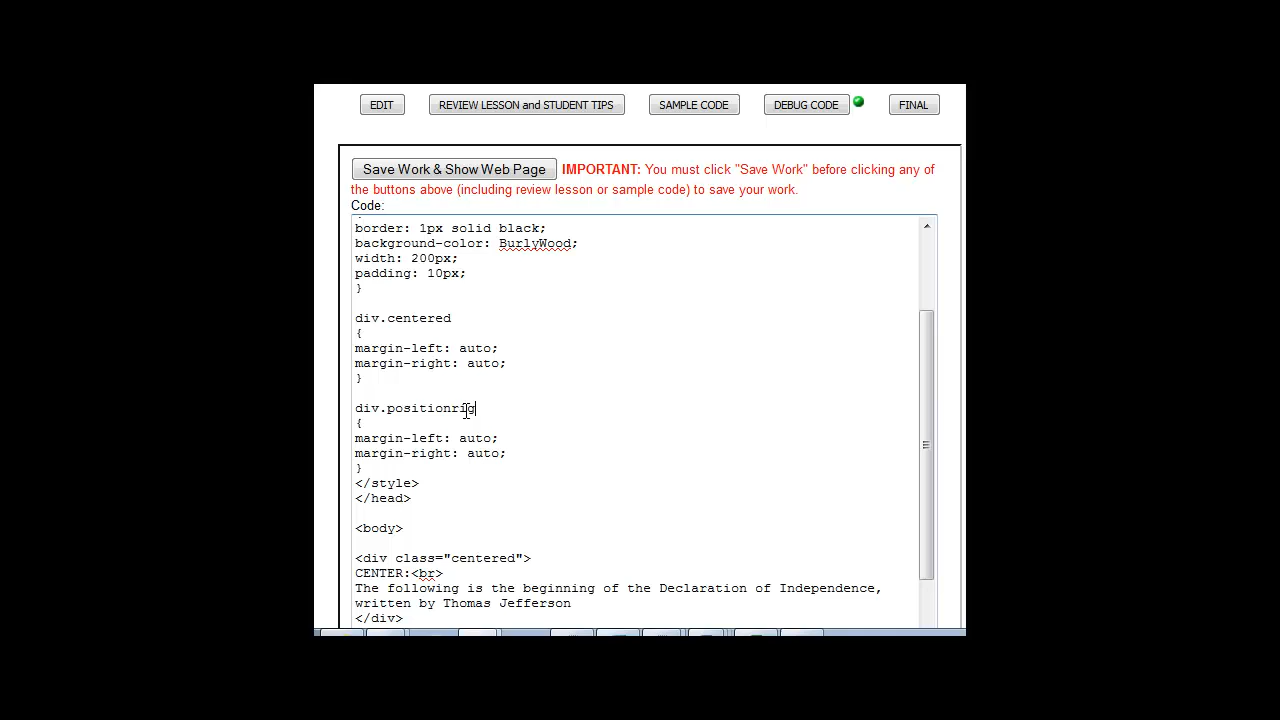 EDIT REVIEW LESSON and STUDENT TIPS SAMPLE CODE DEBUG CODE FINAL
Save Work & Show Web Page IMPORTANT: You must click "Save Work" before clicking any of
the buttons above (including review lesson or sample code) to save your work.
Code:
border: 1px solid black;
background-color: BurlyWood;
width: 200px;
padding: 10px;
}
div.centered
{
margin-left: auto;
margin-right: auto;
}
div.positionrig
{
margin-left: auto;
margin-right: auto;
}
</style>
</head>
<body>
<div class="centered">
CENTER:<br>
The following is the beginning of the Declaration of Independence,
written by Thomas Jefferson
</div>